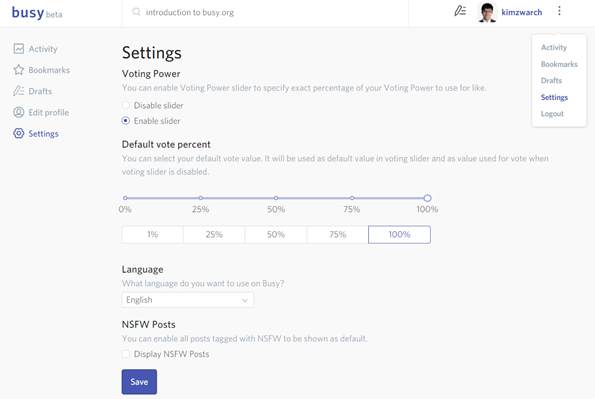 busy beta
introduction to busy.org
kimzwarch
Activity
Bookmarks
Drafts
Settings
Logout
Activity
Bookmarks
Drafts
Edit profile
Settings
Settings
Voting Power
You can enable Voting Power slider to specify exact percentage of your Voting Power to use for like.
Disable slider
Enable slider
Default vote percent
You can select your default vote value. It will be used as default value in voting slider and as value used for vote when
voting slider is disabled.
0% 25% 50% 75% 100%
1% 25% 50% 75% 100%
Language
What language do you want to use on Busy?
English
NSFW Posts
You can enable all posts tagged with NSFW to be shown as default.
Display NSFW Posts
Save